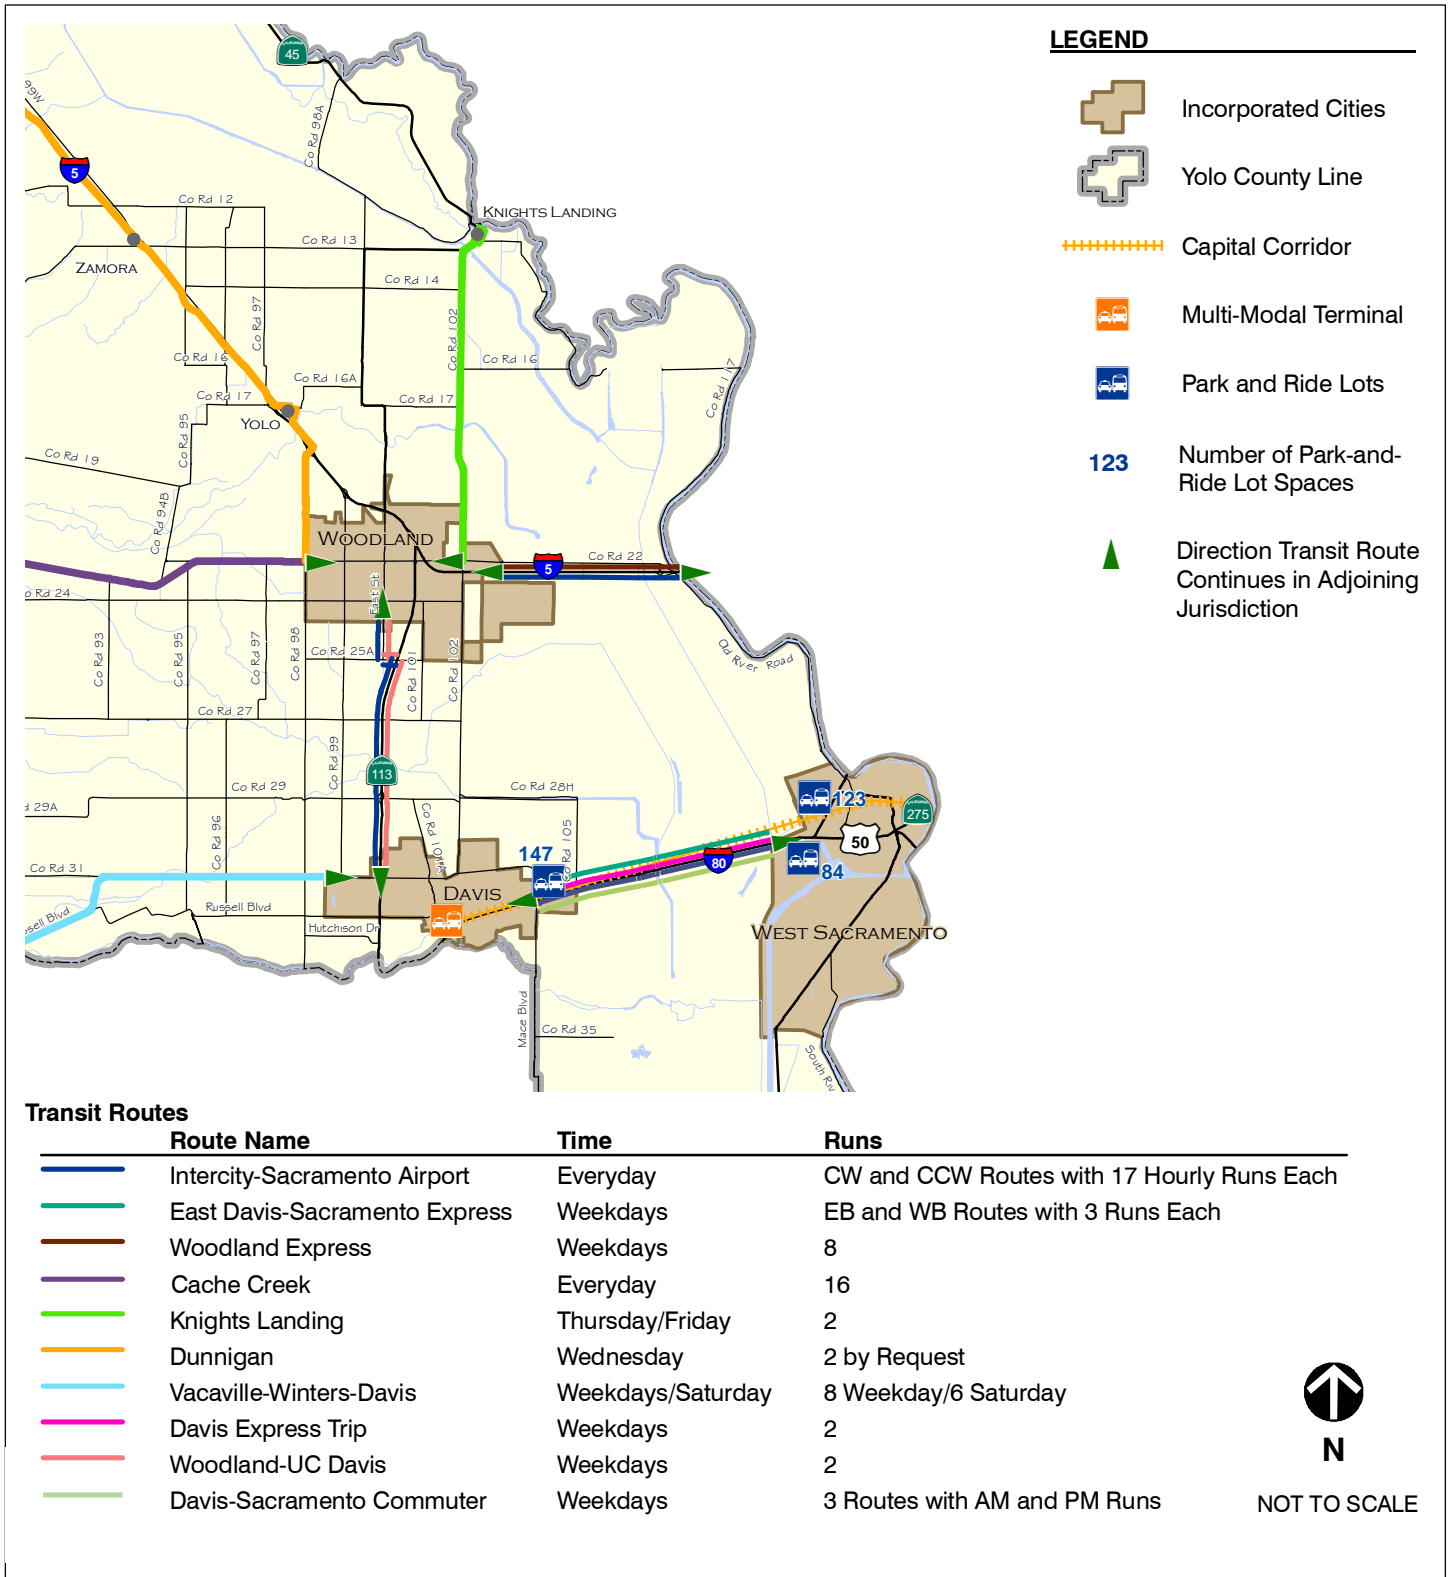 CALIFORNIA
45
LEGEND
99W
Co Rd 98A
Incorporated Cities
5
Yolo County Line
Co Rd 12
KNIGHTS LANDING
Co Rd 13
Capital Corridor
ZAMORA
Co Rd 14
Co Rd 97
Co Rd 102
Multi-Modal Terminal
Co Rd 16
Co Rd 16
Co Rd 117
Co Rd 16A
Park and Ride Lots
Co Rd 17
Co Rd 17
YOLO
Co Rd 95
Co Rd 19
123
Number of Park-and-
Ride Lot Spaces
Co Rd 94B
WOODLAND
Co Rd 22
5
Direction Transit Route
Continues in Adjoining
Jurisdiction
o Rd 24
East St
Co Rd 93
Co Rd 95
Co Rd 97
Co Rd 98
Co Rd 25A
Co Rd 101
Co Rd 102
Old River Road
Co Rd 27
Co Rd 99
CALIFORNIA
113
Co Rd 29
Co Rd 28H
d 29A
123
CALIFORNIA
275
Co Rd 96
Co Rd 101A
Co Rd 105
50
147
80
84
Co Rd 31
DAVIS
Russell Blvd
ssell Blvd
Hutchison Dr
WEST SACRAMENTO
Mace Blvd
Co Rd 35
South Riv
Transit Routes
Route Name Time Runs
Intercity-Sacramento Airport Everyday CW and CCW Routes with 17 Hourly Runs Each
East Davis-Sacramento Express Weekdays EB and WB Routes with 3 Runs Each
Woodland Express Weekdays 8
Cache Creek Everyday 16
Knights Landing Thursday/Friday 2
Dunnigan Wednesday 2 by Request
Vacaville-Winters-Davis Weekdays/Saturday 8 Weekday/6 Saturday
Davis Express Trip Weekdays 2
Woodland-UC Davis Weekdays 2
Davis-Sacramento Commuter Weekdays 3 Routes with AM and PM Runs
N
NOT TO SCALE